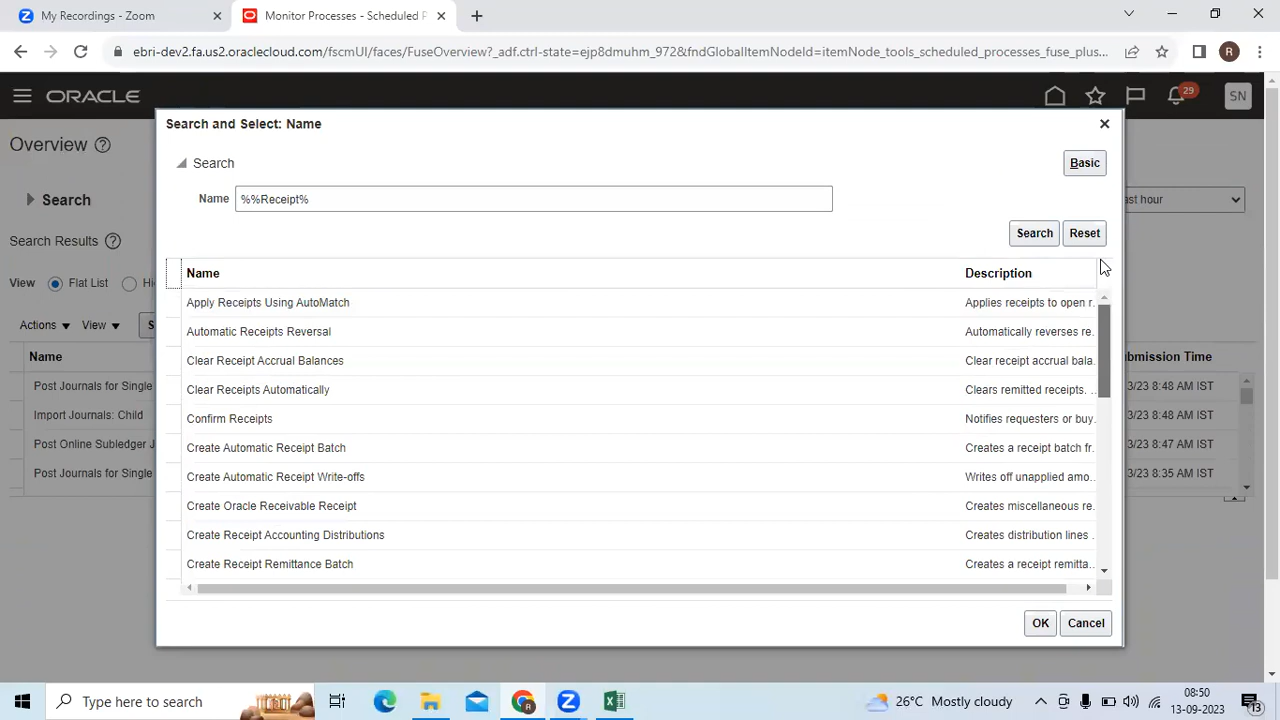 My Recordings - Zoom
Monitor Processes - Scheduled P
ebri-dev2.fa.us2.oraclecloud.com/fscmUI/faces/FuseOverview?_adf.ctrl-state=ejp8dmuhm_972&fndGlobalItemNodeId=itemNode_tools_scheduled_processes_fuse_plus...
R
ORACLE
29
SN
Overview
Search
Search Results
View
Flat List
Hi
Actions
View
S
Name
Post Journals for Single
Import Journals: Child
Post Online Subledger J
Post Journals for Single
ast hour
bmission Time
3/23 8:48 AM IST
3/23 8:48 AM IST
3/23 8:47 AM IST
3/23 8:35 AM IST
Search and Select: Name
Search
Basic
Name
%%Receipt%
Search
Reset
Name
Description
Apply Receipts Using AutoMatch
Applies receipts to open r.
Automatic Receipts Reversal
Automatically reverses re...
Clear Receipt Accrual Balances
Clear receipt accrual bala...
Clear Receipts Automatically
Clears remitted receipts. ...
Confirm Receipts
Notifies requesters or buy...
Create Automatic Receipt Batch
Creates a receipt batch fr...
Create Automatic Receipt Write-offs
Writes off unapplied amo...
Create Oracle Receivable Receipt
Creates miscellaneous re...
Create Receipt Accounting Distributions
Creates distribution lines ...
Create Receipt Remittance Batch
Creates a receipt remitta...
OK
Cancel
Type here to search
26°C Mostly cloudy
08:50
13-09-2023
13